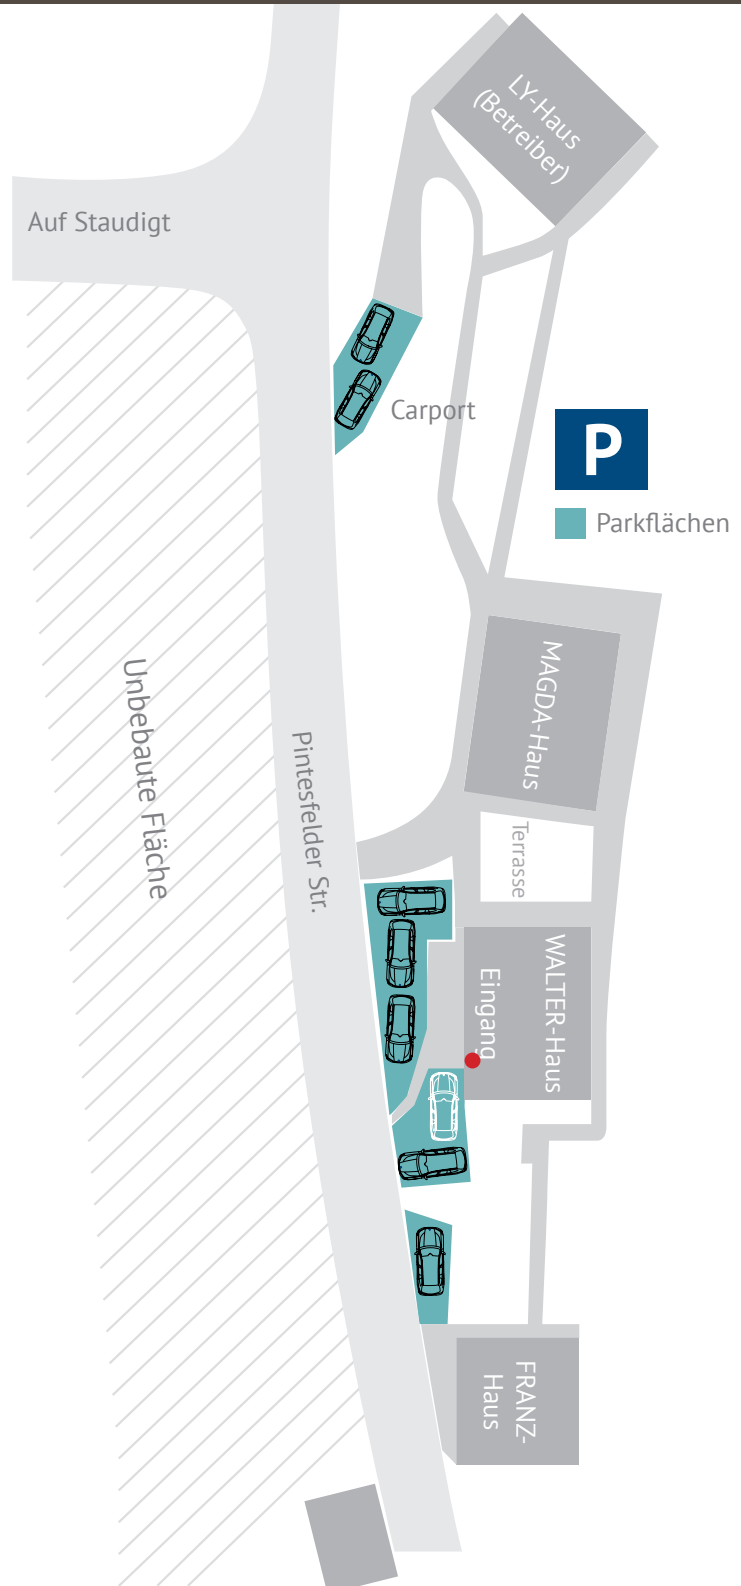 LY-Haus
(Betreiber)
Auf Staudigt
Carport
P
Parkflächen
MAGDA-Haus
Unbebaute Fläche
Pintesfelder Str.
Terrasse
WALTER-Haus
Eingang
FRANZ-
Haus